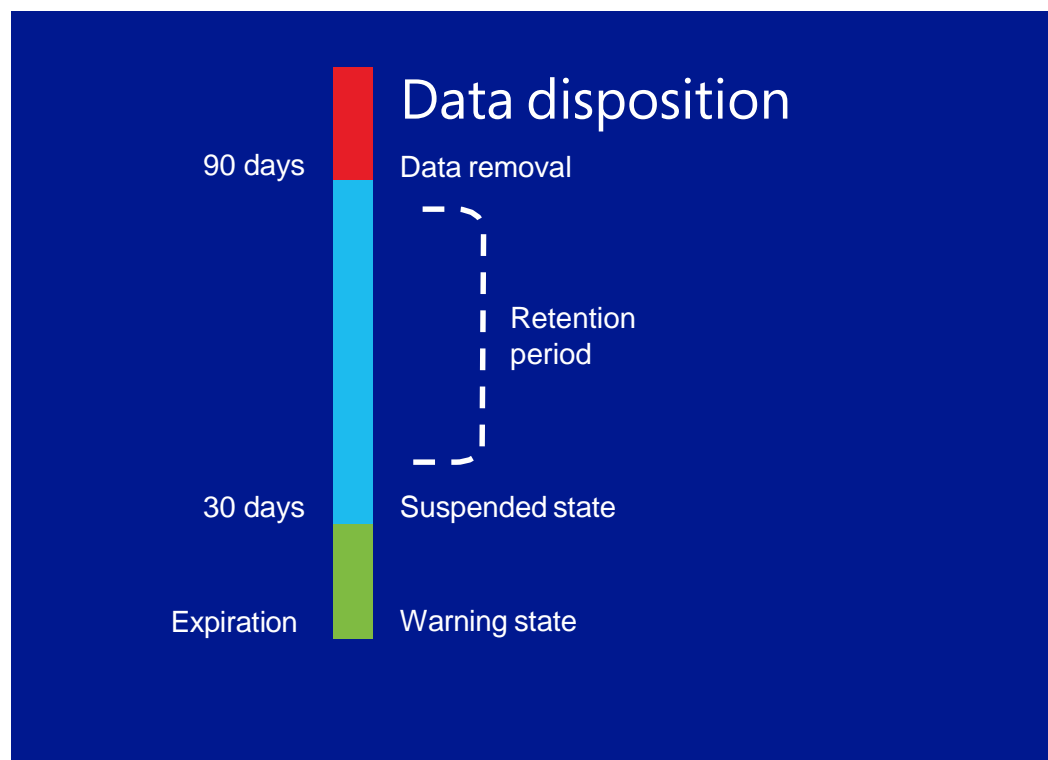 Data disposition
90 days
Data removal
Retention
period
30 days
Suspended state
Expiration
Warning state